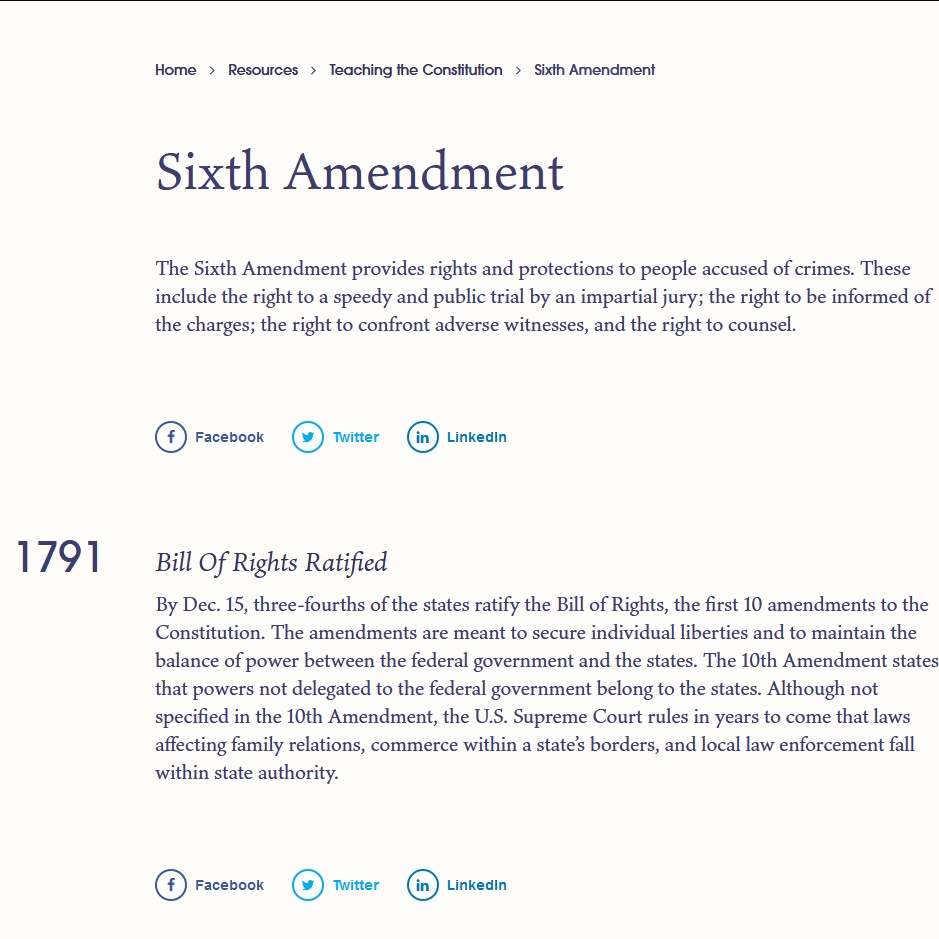 Home > Resources > Teaching the Constitution > Sixth Amendment
Sixth Amendment
The Sixth Amendment provides rights and protections to people accused of crimes. These
include the right to a speedy and public trial by an impartial jury; the right to be informed of
the charges; the right to confront adverse witnesses, and the right to counsel.
Facebook Twitter LinkedIn
1791 Bill Of Rights Ratified
By Dec. 15, three-fourths of the states ratify the Bill of Rights, the first 10 amendments to the
Constitution. The amendments are meant to secure individual liberties and to maintain the
balance of power between the federal government and the states. The 10th Amendment states
that powers not delegated to the federal government belong to the states. Although not
specified in the 10th Amendment, the U.S. Supreme Court rules in years to come that laws
affecting family relations, commerce within a state’s borders, and local law enforcement fall
within state authority.
Facebook Twitter LinkedIn